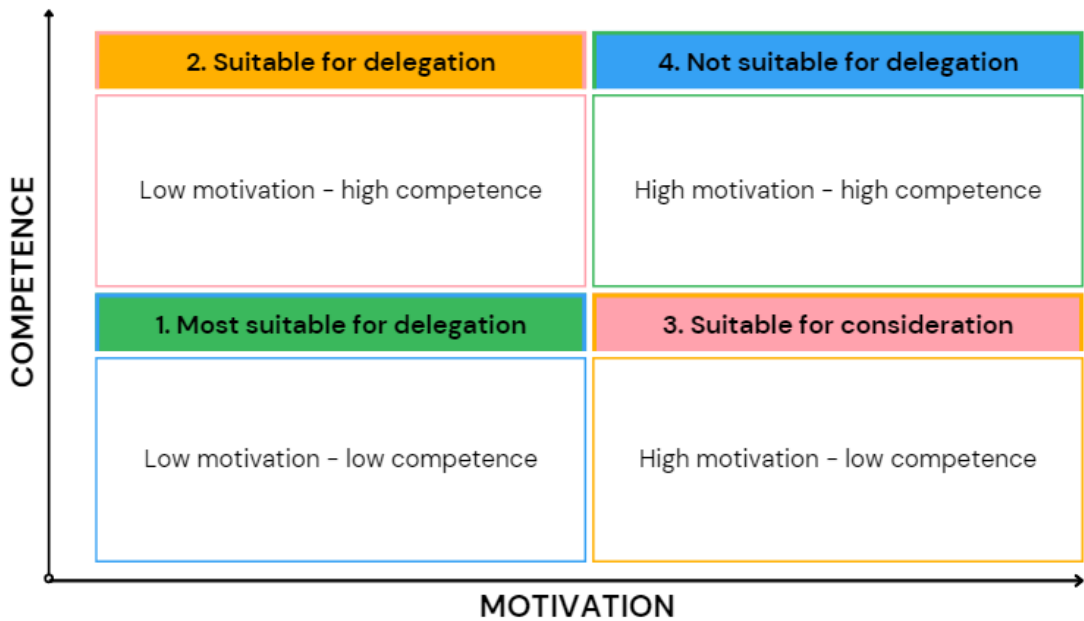 2. Suitable for delegation
4. Not suitable for delegation
Low motivation – high competence
High motivation – high competence
COMPETENCE
1. Most suitable for delegation
3. Suitable for consideration
Low motivation – low competence
High motivation – low competence
MOTIVATION